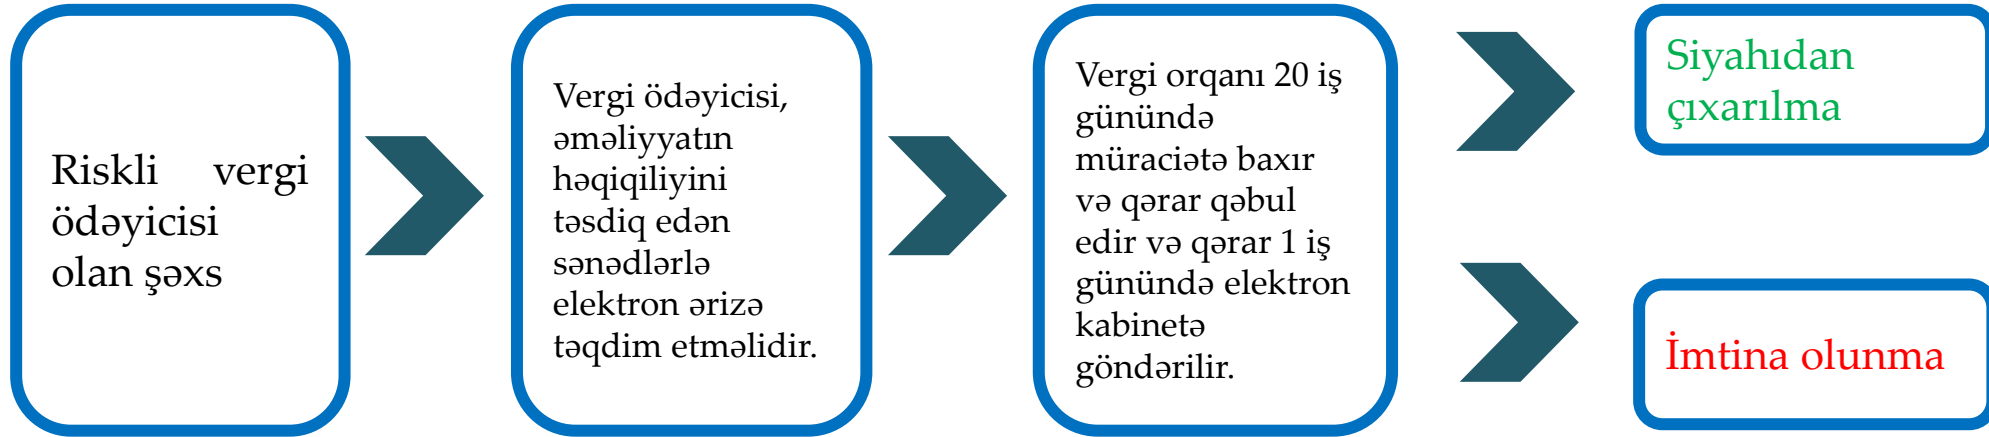 Riskli vergi
ödəyicisi
olan şəxs
Vergi ödəyicisi,
əməliyyatın
həqiqiliyini
təsdiq edən
sənədlərlə
elektron ərizə
təqdim etməlidir.
Vergi orqanı 20 iş
günündə
müraciətə baxır
və qərar qəbul
edir və qərar 1 iş
günündə elektron
kabinetə
göndərilir.
Siyahıdan
çıxarılma
İmtina olunma